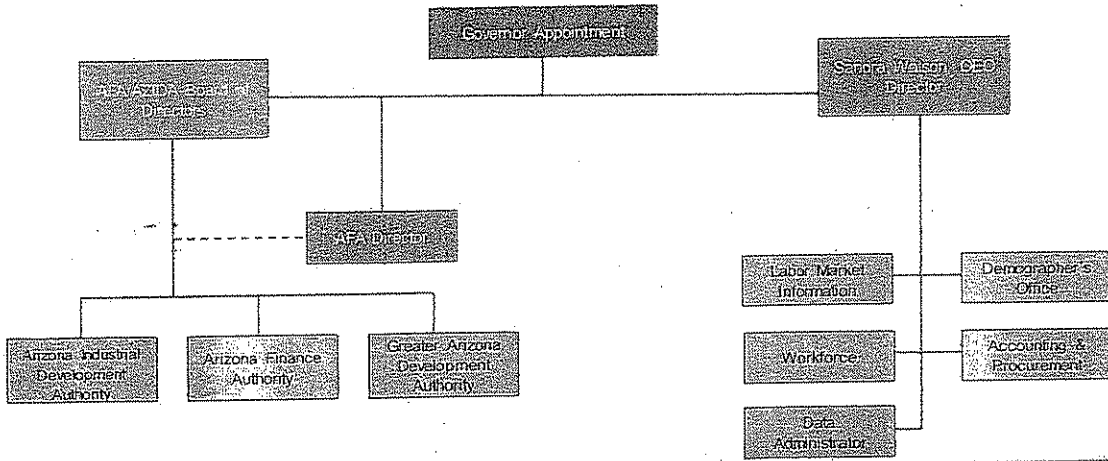 Governor Appointment
AFA/AZIDA Board of
Directors
Sandra Watson CEO
Director
AFA Director
Labor Market
Information
Demographer's
Office
Arizona Industrial
Development
Authority
Arizona Finance
Authority
Greater Arizona
Development
Authority
Workforce
Accounting &
Procurement
Data
Administrator